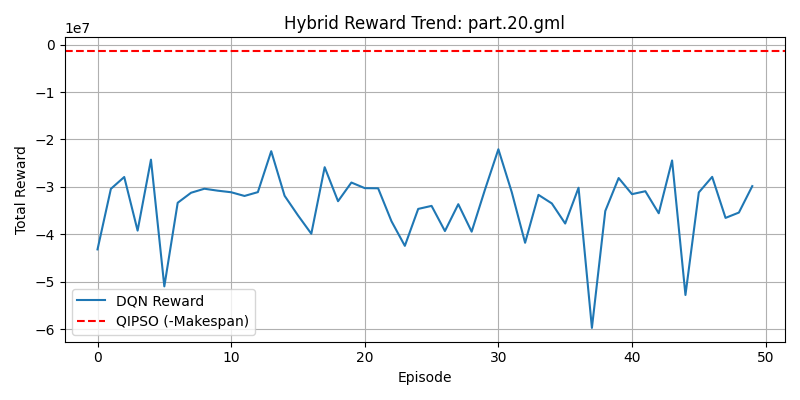 Hybrid Reward Trend: part.20.gml
1e7
0
−1
−2
−3
−4
−5
−6
Total Reward
DQN Reward
QIPSO (-Makespan)
0 10 20 30 40 50
Episode